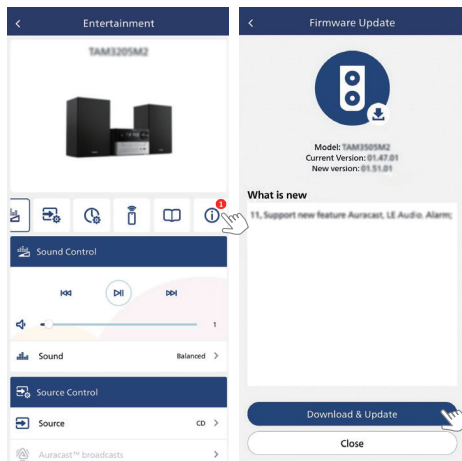 Entertainment
TAM3205M2
1
Sound Control
1
Sound
Balanced
Source Control
Source
CD
Auracast™ broadcasts
Firmware Update
Model: TAM3505M2
Current Version: 01.47.01
New version: 01.51.01
What is new
11, Support new feature Auracast, LE Audio. Alarm;
Download & Update
Close